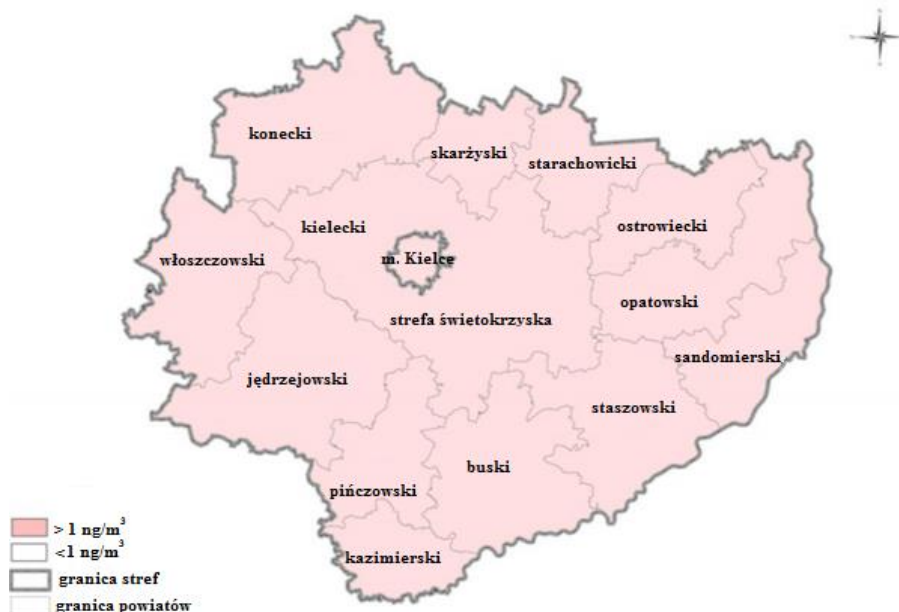 konecki
skarżyski
starachowicki
kielecki
ostrowiecki
włoszczowski
m. Kielce
opatowski
strefa świetokrzyska
sandomierski
jędrzejowski
staszowski
buski
pińczowski
kazimierski
> 1 ng/m³
<1 ng/m³
granica stref
granica powiatów